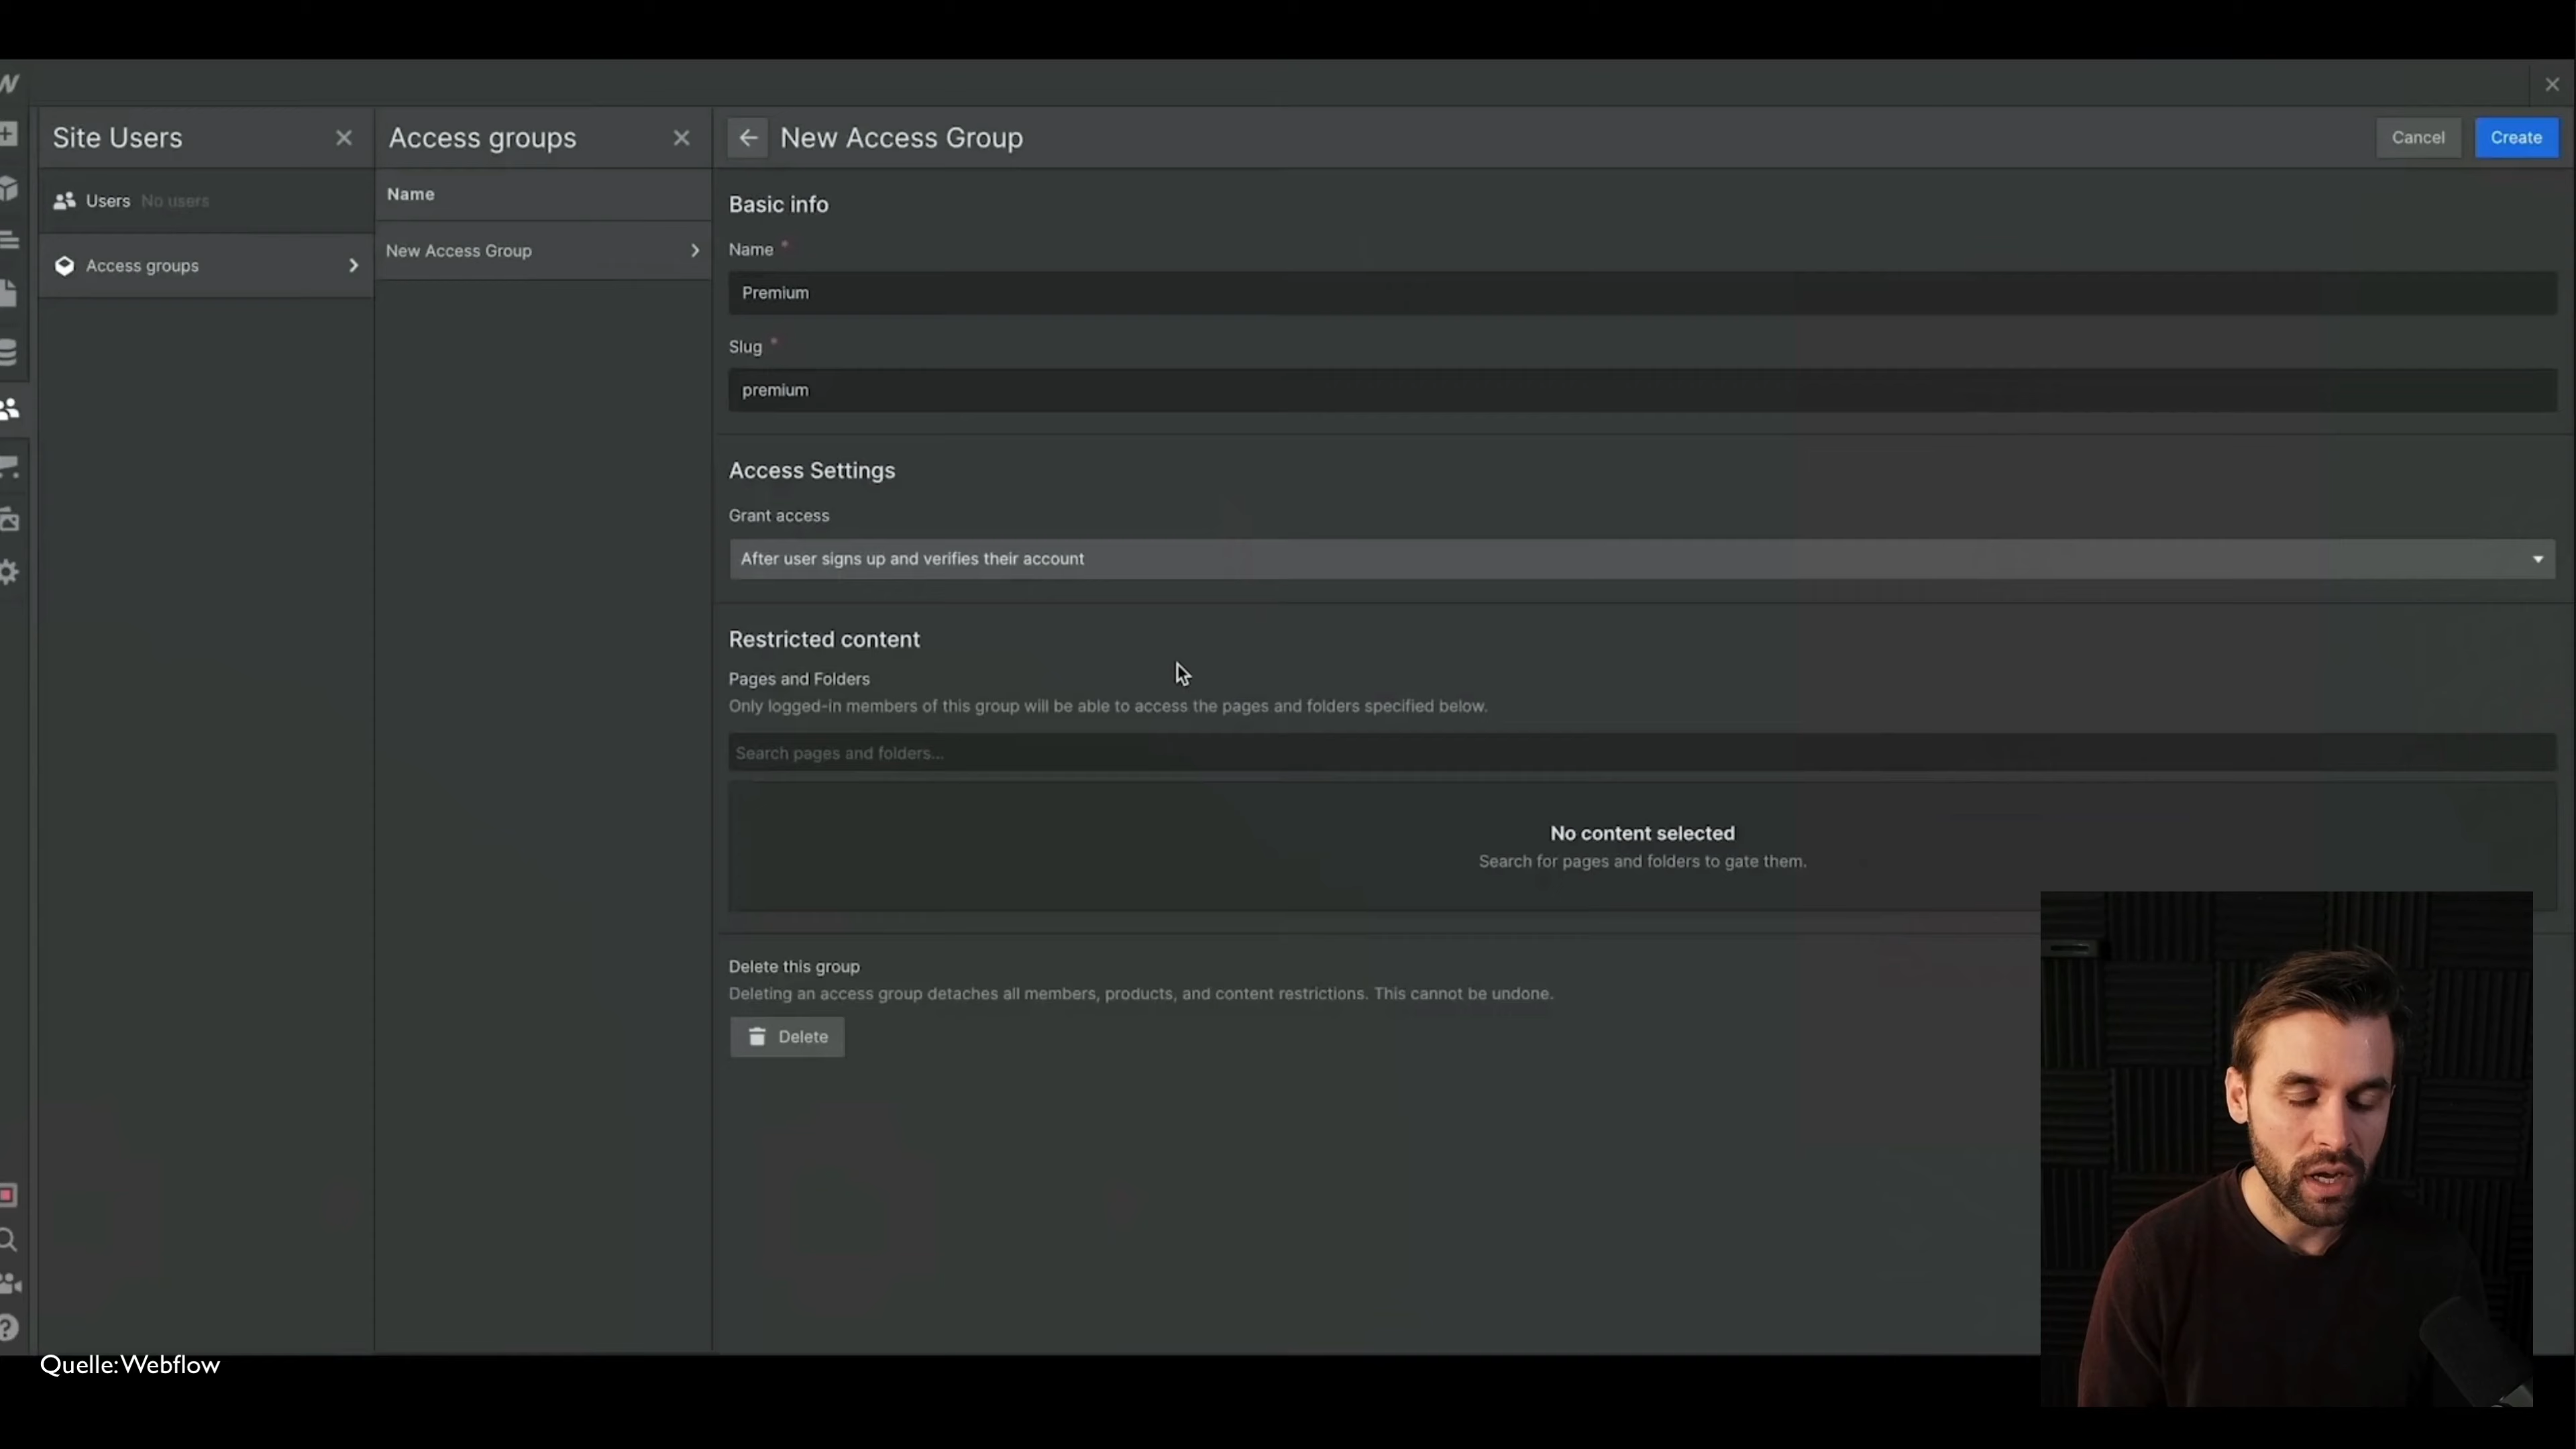 Site Users
Users No users
Access groups
Access groups
Name
New Access Group
New Access Group
Cancel
Create
Basic info
Name *
Premium
Slug *
premium
Access Settings
Grant access
After user signs up and verifies their account
Restricted content
Pages and Folders
Only logged-in members of this group will be able to access the pages and folders specified below.
Search pages and folders...
No content selected
Search for pages and folders to gate them.
Delete this group
Deleting an access group detaches all members, products, and content restrictions. This cannot be undone.
Delete
Quelle: Webflow